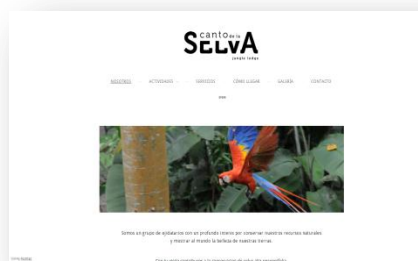 canto de la
SELVA
jungle lodge
NOSOTROS ACTIVIDADES SERVICIOS CÓMO LLEGAR GALERÍA CONTACTO
Somos un grupo de ejidatarios con un profundo interés por conservar nuestros recursos naturales
y mostrar al mundo la belleza de nuestras tierras.